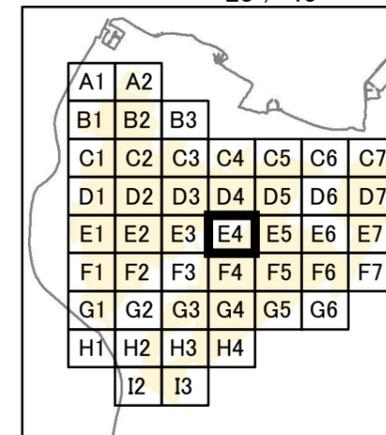 A1 A2
B1 B2 B3
C1 C2 C3 C4 C5 C6 C7
D1 D2 D3 D4 D5 D6 D7
E1 E2 E3 E4 E5 E6 E7
F1 F2 F3 F4 F5 F6 F7
G1 G2 G3 G4 G5 G6
H1 H2 H3 H4
I2 I3